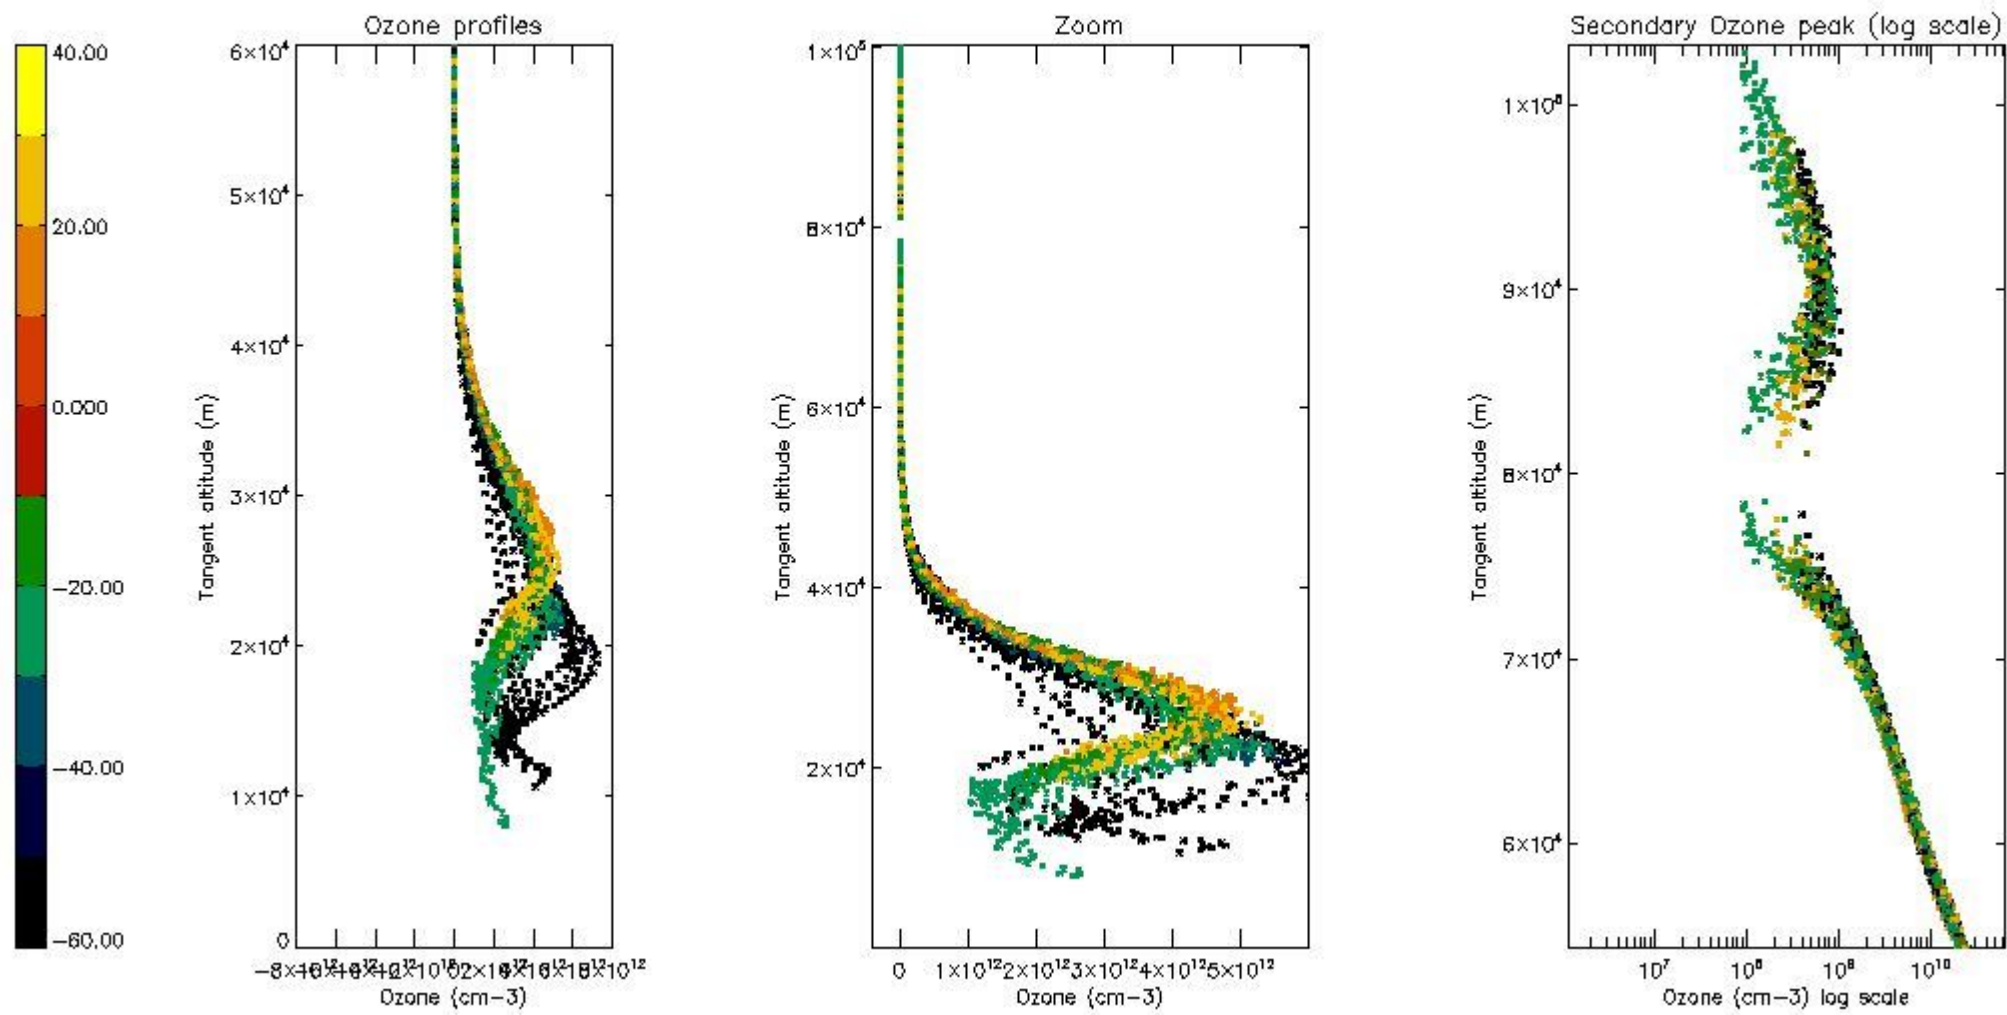 Ozone profiles
Zoom
Secondary Ozone peak (log scale)
40.00
20.00
0.000
−20.00
−40.00
−60.00
6×10⁴
5×10⁴
4×10⁴
3×10⁴
2×10⁴
1×10⁴
0
Tangent altitude (m)
Ozone (cm−3)
1×10⁵
8×10⁴
6×10⁴
4×10⁴
2×10⁴
Tangent altitude (m)
0 1×10¹² 2×10¹² 3×10¹² 4×10¹² 5×10¹²
Ozone (cm−3)
9×10⁴
8×10⁴
7×10⁴
6×10⁴
Tangent altitude (m)
10⁷ 10⁸ 10⁹ 10¹⁰
Ozone (cm−3) log scale